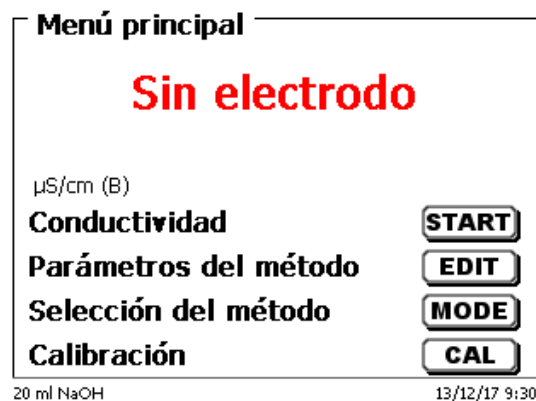 Menú principal
Sin electrodo
µS/cm (B)
Conductividad START
Parámetros del método EDIT
Selección del método MODE
Calibración CAL
20 ml NaOH 13/12/17 9:30